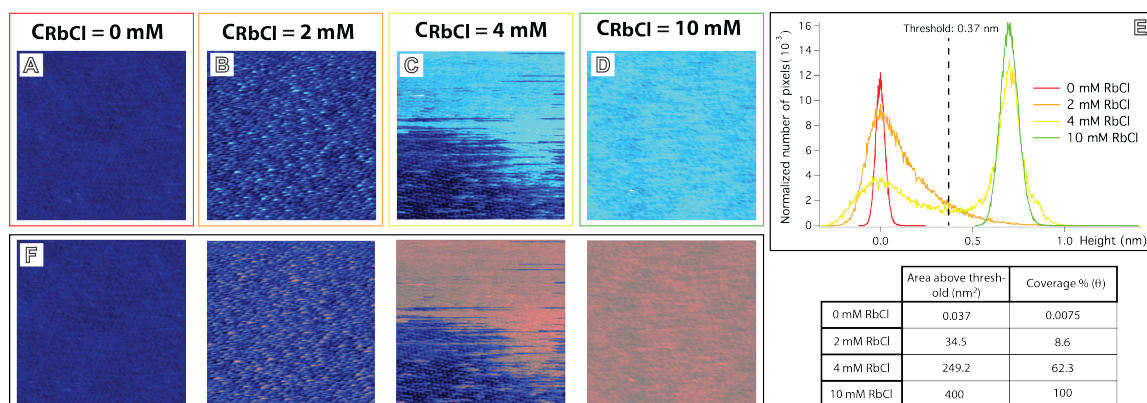 CRbCl = 0 mM
CRbCl = 2 mM
CRbCl = 4 mM
CRbCl = 10 mM
A
B
C
D
E
Threshold: 0.37 nm
Normalized number of pixels (10⁻³)
16
14
12
10
8
6
4
2
0
0 mM RbCl
2 mM RbCl
4 mM RbCl
10 mM RbCl
0.0 0.5 1.0 Height (nm)
F
Area above thresh-
old (nm²)
Coverage % (θ)
0 mM RbCl 0.037 0.0075
2 mM RbCl 34.5 8.6
4 mM RbCl 249.2 62.3
10 mM RbCl 400 100